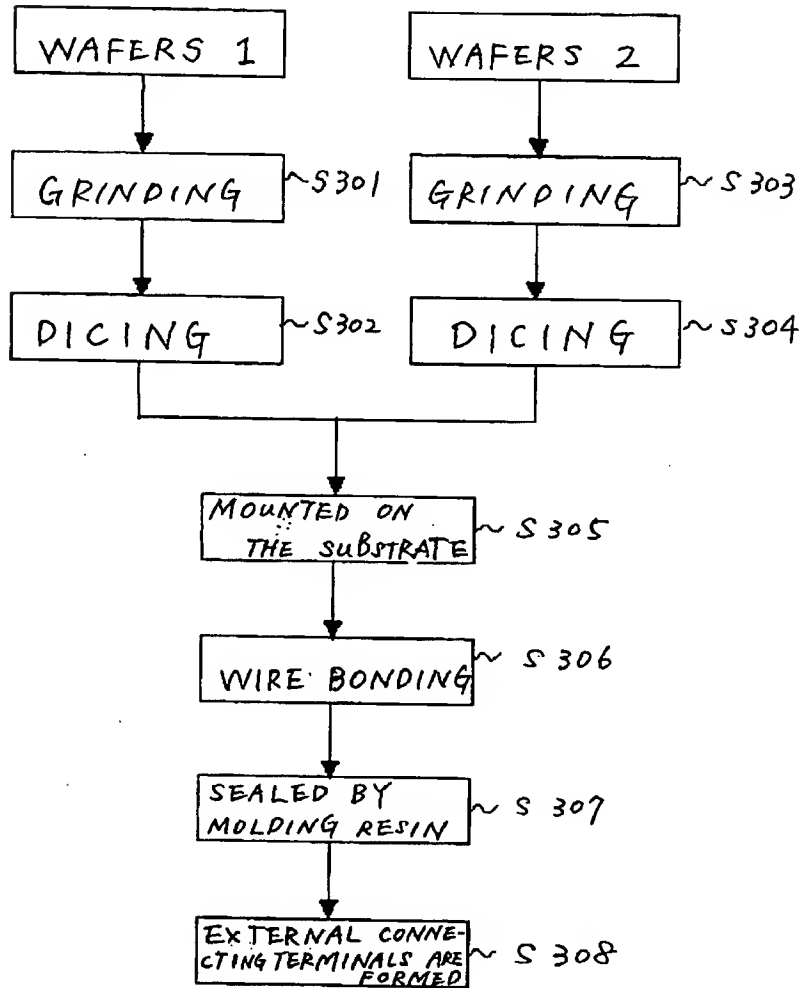 WAFERS 1
WAFERS 2
GRINDING
S301
GRINDING
S303
DICING
S302
DICING
S304
MOUNTED ON
THE SUBSTRATE
S305
WIRE BONDING
S306
SEALED BY
MOLDING RESIN
S307
EXTERNAL CONNE-
CTING TERMINALS ARE
FORMED
S308